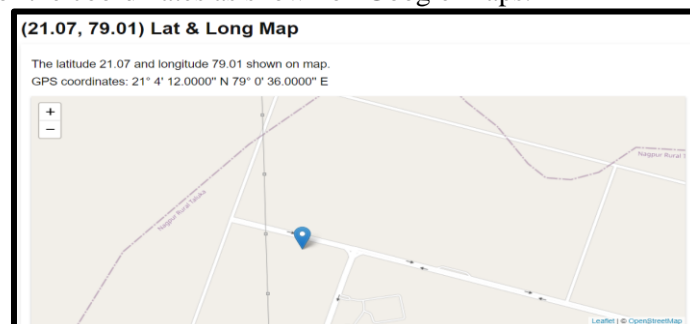 (21.07, 79.01) Lat & Long Map
The latitude 21.07 and longitude 79.01 shown on map.
GPS coordinates: 21° 4' 12.0000" N 79° 0' 36.0000" E
+
−
Nagpur Rural T
Nagpur Rural Taluka
Leaflet | © OpenStreetMap